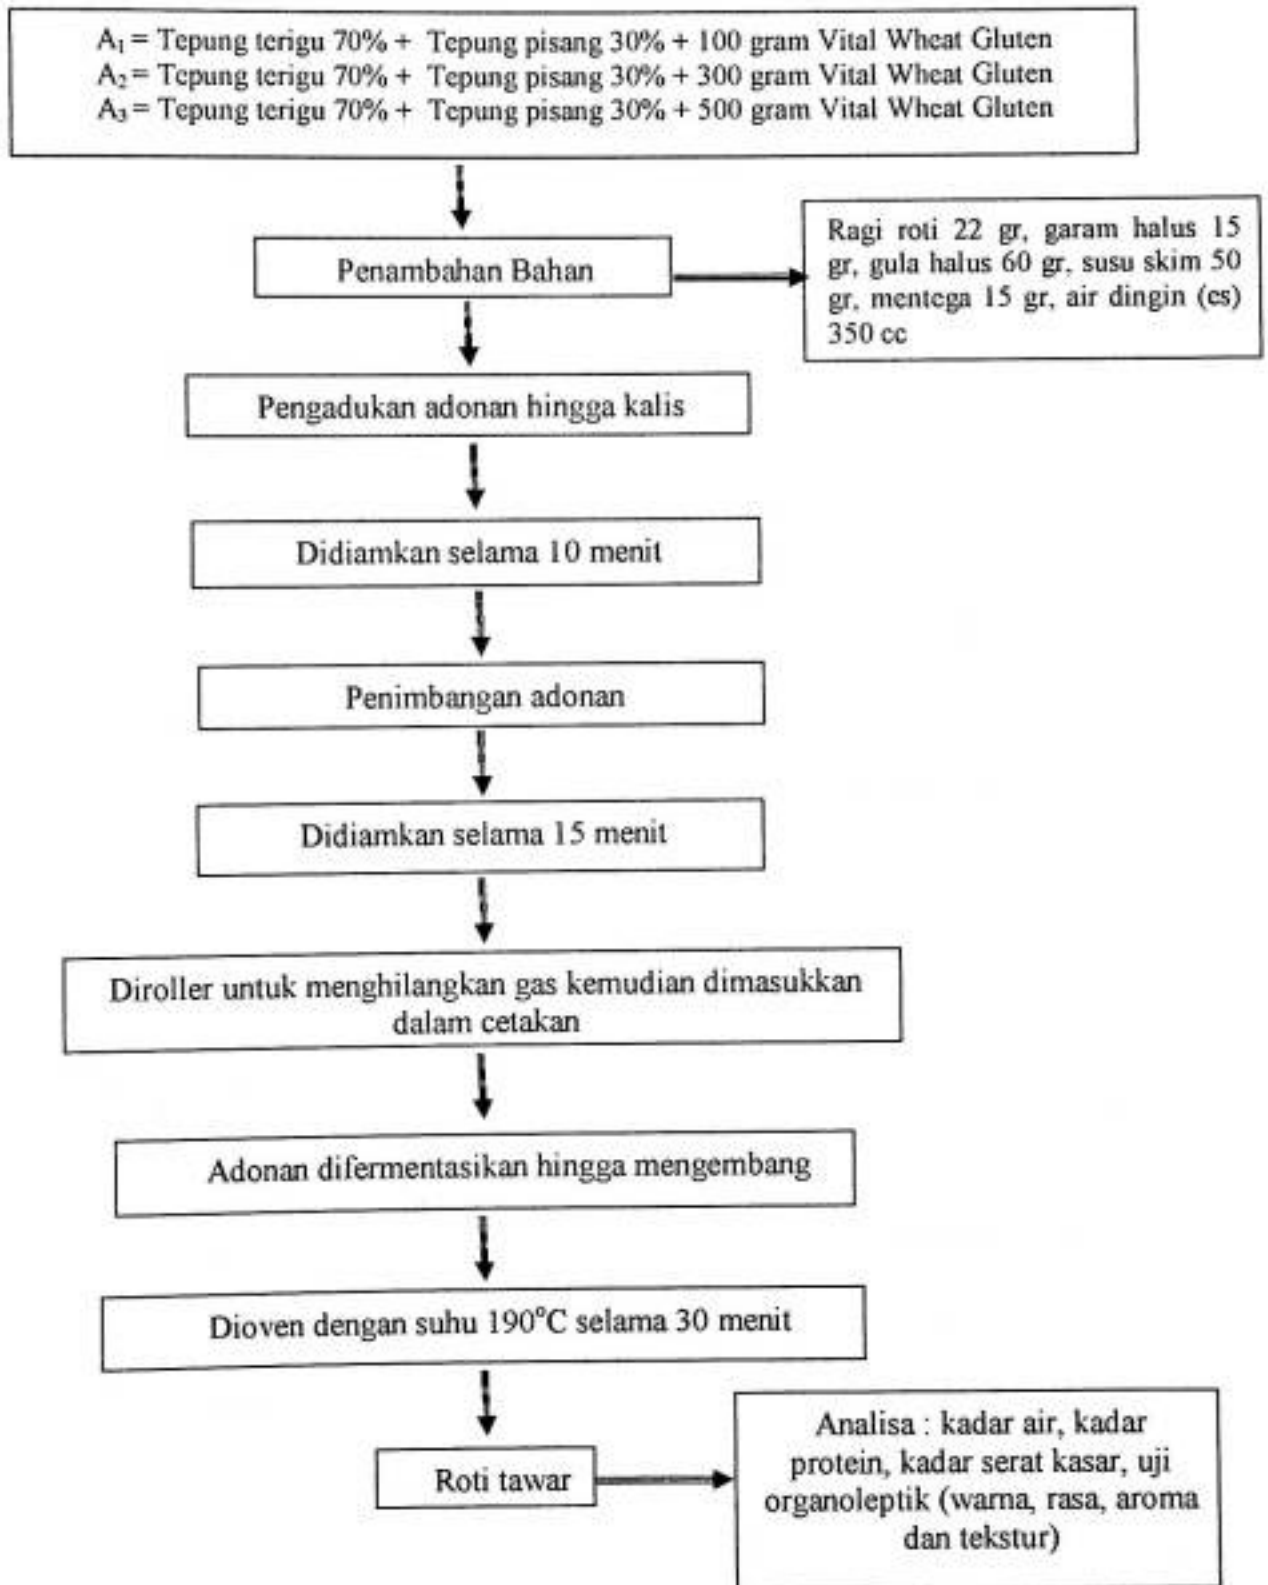 A₁ = Tepung terigu 70% + Tepung pisang 30% + 100 gram Vital Wheat Gluten
A₂ = Tepung terigu 70% + Tepung pisang 30% + 300 gram Vital Wheat Gluten
A₃ = Tepung terigu 70% + Tepung pisang 30% + 500 gram Vital Wheat Gluten
Penambahan Bahan
Ragi roti 22 gr, garam halus 15
gr, gula halus 60 gr, susu skim 50
gr, mentega 15 gr, air dingin (es)
350 cc
Pengadukan adonan hingga kalis
Didiamkan selama 10 menit
Penimbangan adonan
Didiamkan selama 15 menit
Diroller untuk menghilangkan gas kemudian dimasukkan
dalam cetakan
Adonan difermentasikan hingga mengembang
Dioven dengan suhu 190°C selama 30 menit
Roti tawar
Analisa : kadar air, kadar
protein, kadar serat kasar, uji
organoleptik (warna, rasa, aroma
dan tekstur)